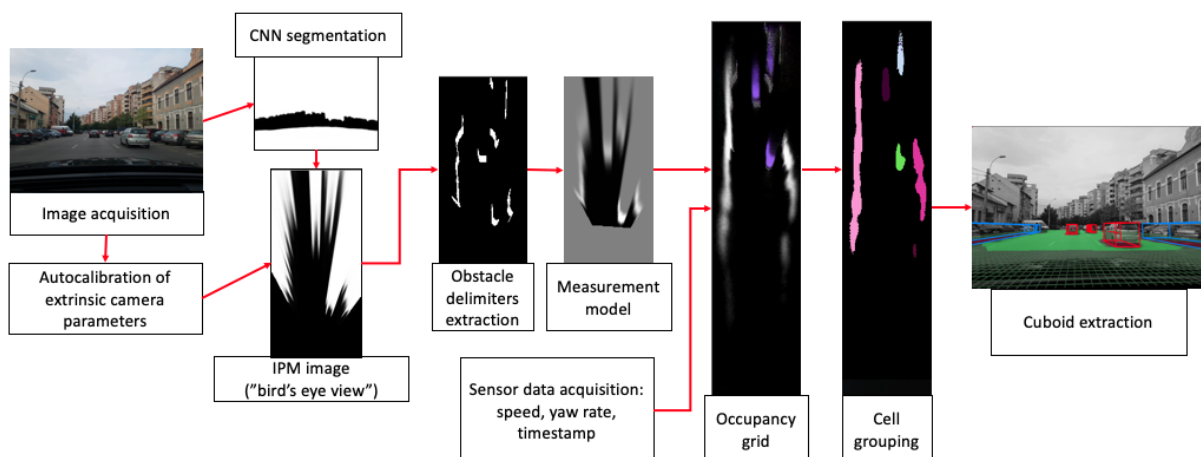 CNN segmentation
Image acquisition
Autocalibration of
extrinsic camera
parameters
IPM image
(”bird’s eye view”)
Obstacle
delimiters
extraction
Measurement
model
Sensor data acquisition:
speed, yaw rate,
timestamp
Occupancy
grid
Cell
grouping
Cuboid extraction